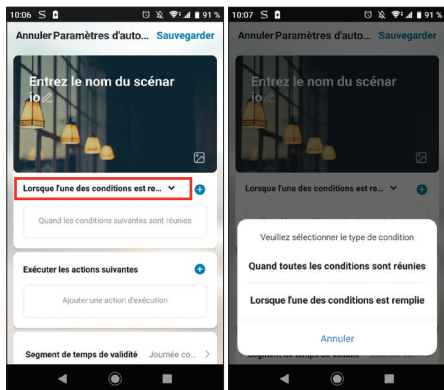 10:06 S 91 %
Annuler Paramètres d'auto... Sauvegarder
Entrez le nom du scénar
io
Lorsque l'une des conditions est re...
Quand les conditions suivantes sont réunies
Exécuter les actions suivantes
Ajouter une action d'exécution
Segment de temps de validité Journée co...
10:07 S 91 %
Annuler Paramètres d'auto... Sauvegarder
Entrez le nom du scénar
io
Lorsque l'une des conditions est re...
Veuillez sélectionner le type de condition
Quand toutes les conditions sont réunies
Lorsque l'une des conditions est remplie
Annuler
Segment de temps de validité Journée co...